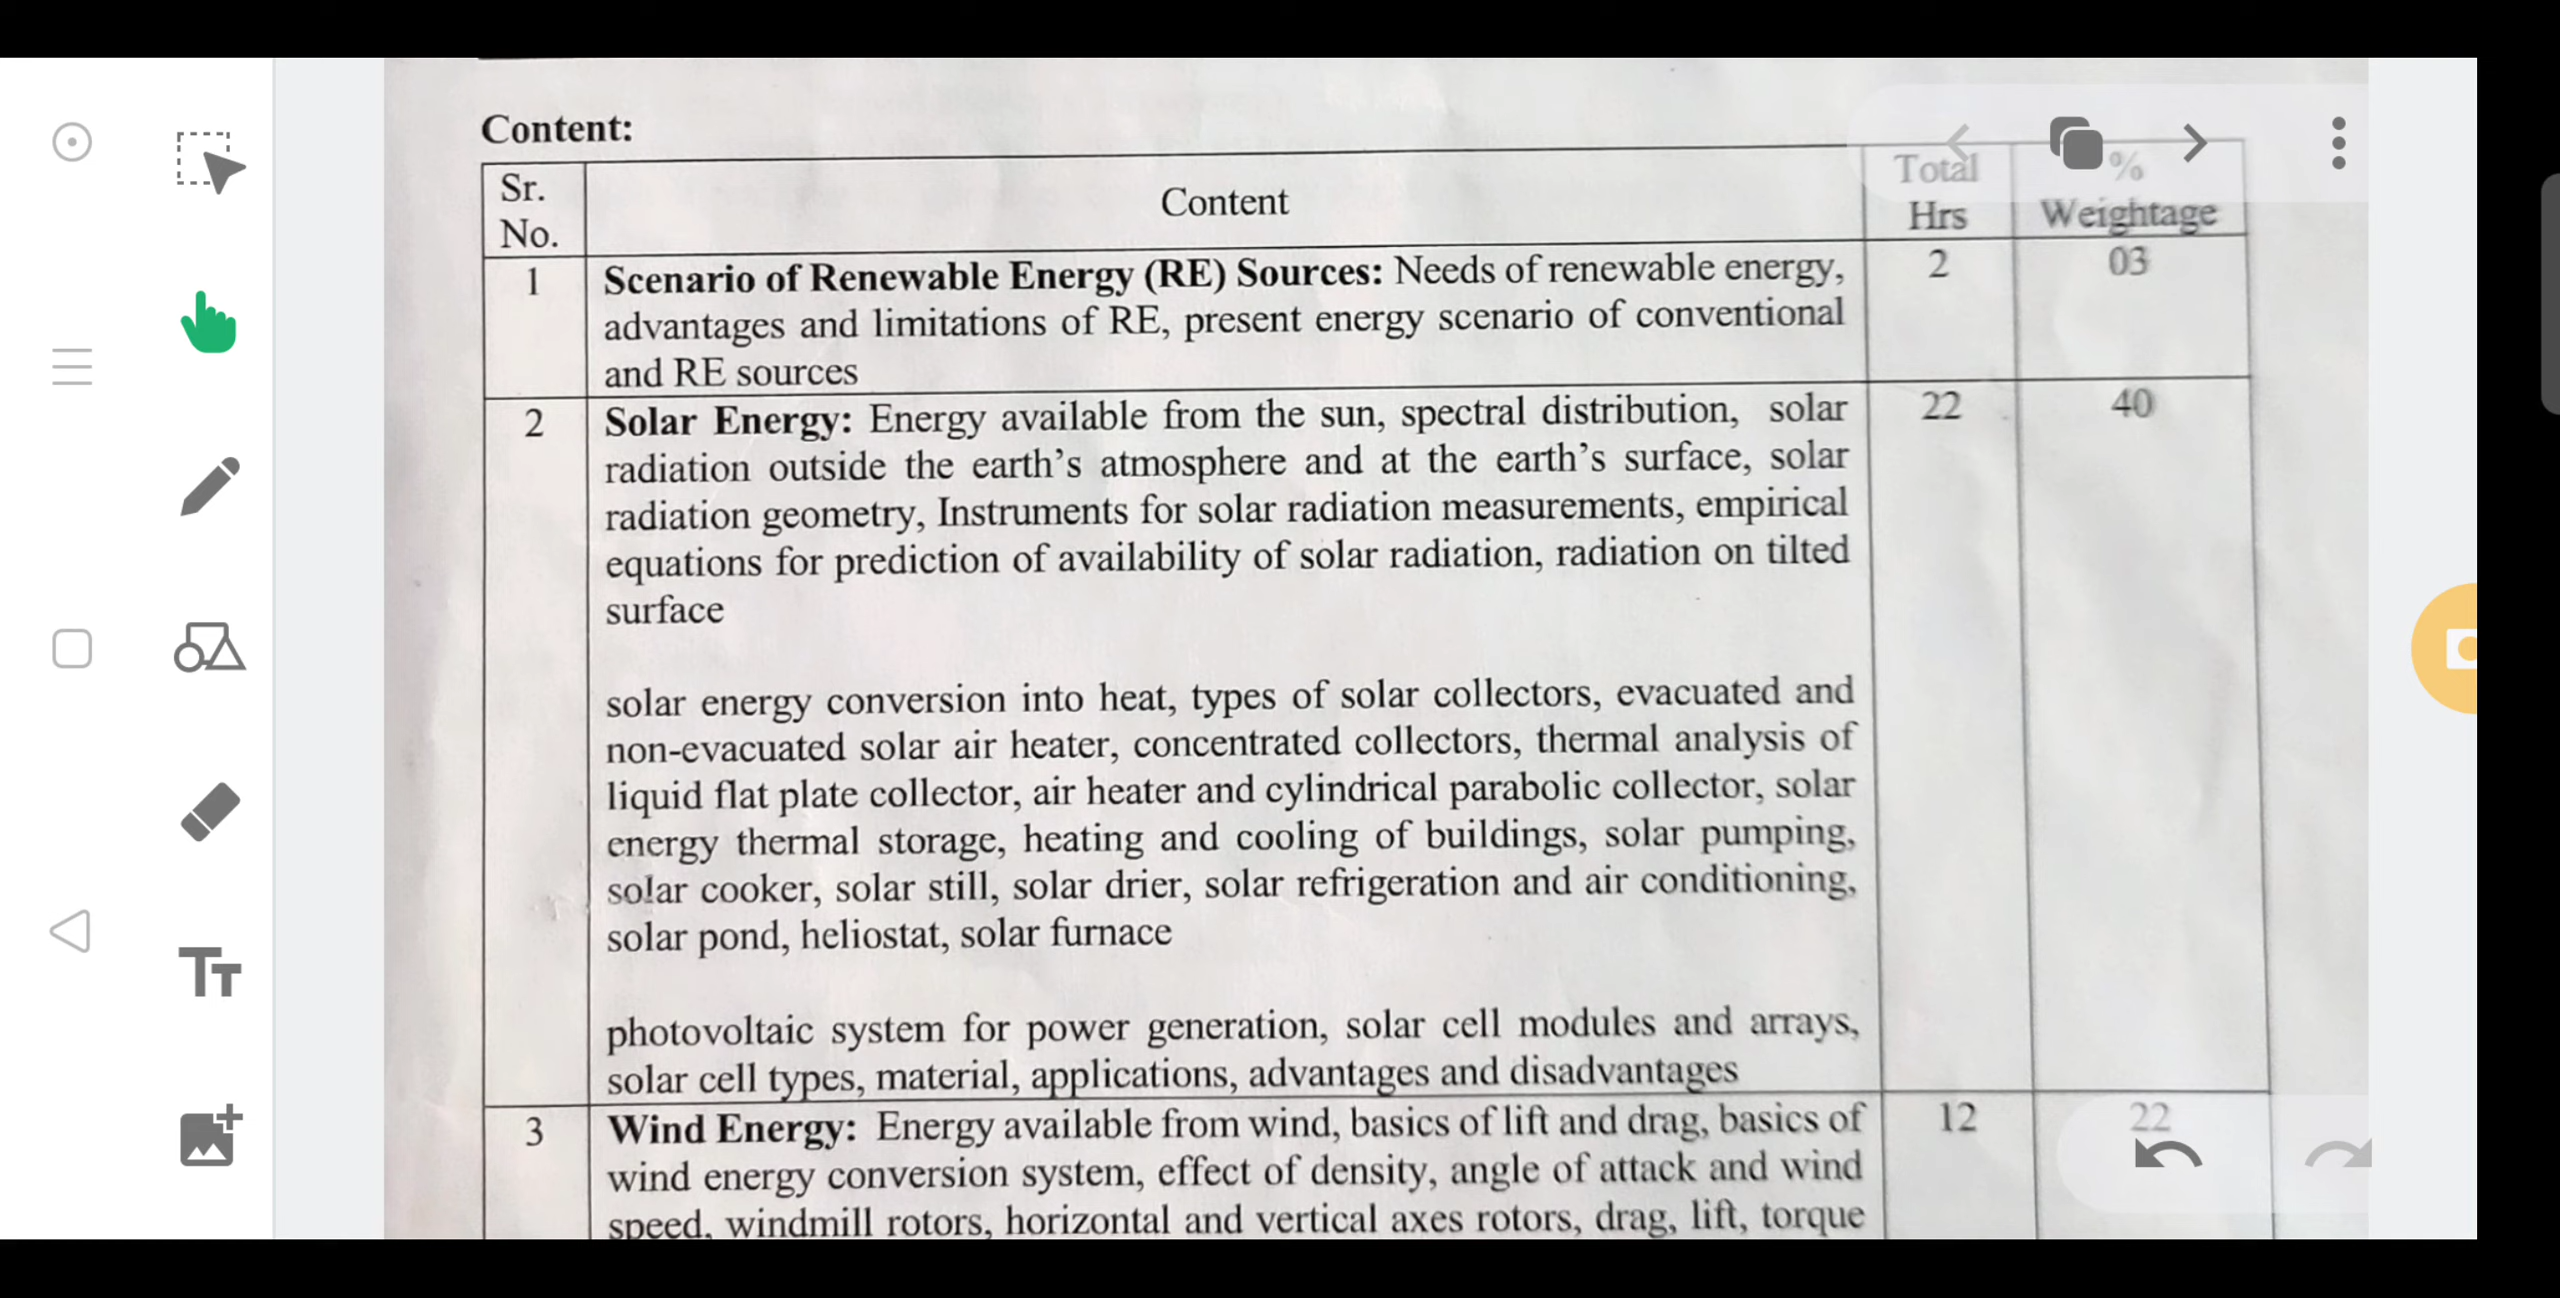 Content:
Sr. No.
Content
Total Hrs
% Weightage
1
Scenario of Renewable Energy (RE) Sources: Needs of renewable energy,
advantages and limitations of RE, present energy scenario of conventional
and RE sources
2
03
2
Solar Energy: Energy available from the sun, spectral distribution, solar
radiation outside the earth's atmosphere and at the earth's surface, solar
radiation geometry, Instruments for solar radiation measurements, empirical
equations for prediction of availability of solar radiation, radiation on tilted
surface
22
40
solar energy conversion into heat, types of solar collectors, evacuated and
non-evacuated solar air heater, concentrated collectors, thermal analysis of
liquid flat plate collector, air heater and cylindrical parabolic collector, solar
energy thermal storage, heating and cooling of buildings, solar pumping,
solar cooker, solar still, solar drier, solar refrigeration and air conditioning,
solar pond, heliostat, solar furnace
photovoltaic system for power generation, solar cell modules and arrays,
solar cell types, material, applications, advantages and disadvantages
3
Wind Energy: Energy available from wind, basics of lift and drag, basics of
wind energy conversion system, effect of density, angle of attack and wind
speed, windmill rotors, horizontal and vertical axes rotors, drag, lift, torque
12
22
TT